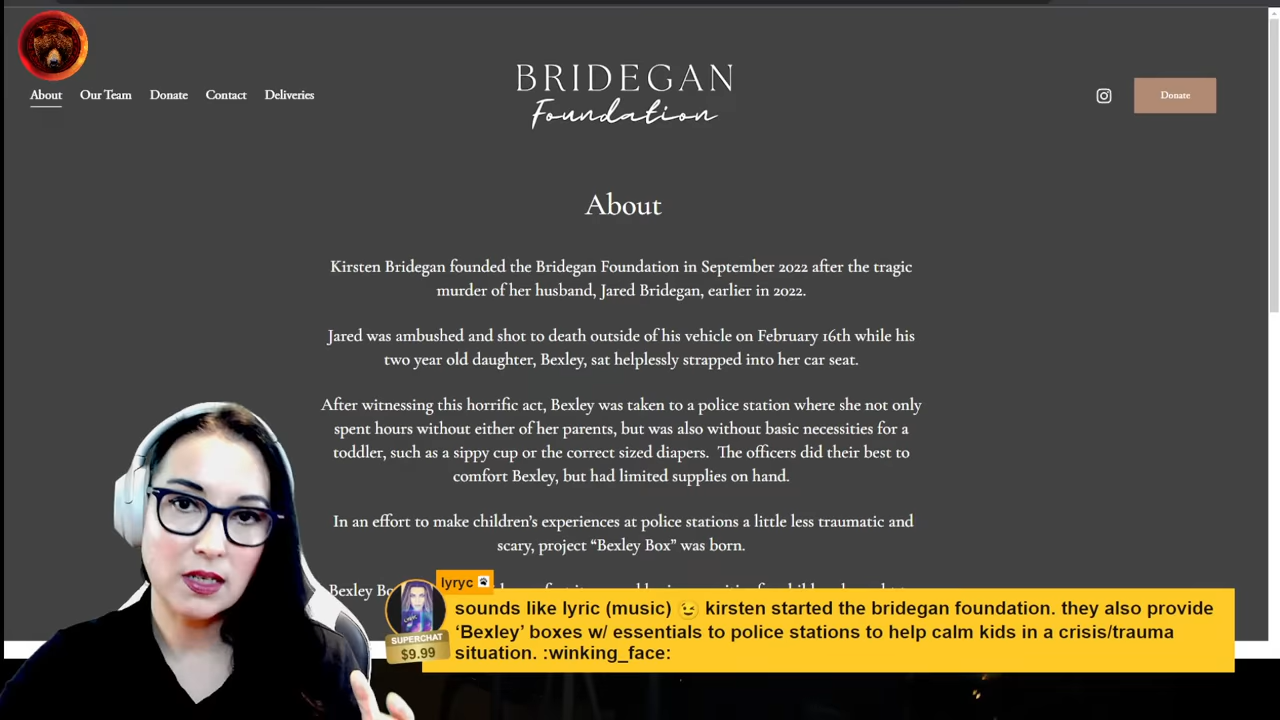 BRIDEGAN
Foundation
About
Our Team
Donate
Contact
Deliveries
Donate
About
Kirsten Bridegan founded the Bridegan Foundation in September 2022 after the tragic
murder of her husband, Jared Bridegan, earlier in 2022.
Jared was ambushed and shot to death outside of his vehicle on February 16th while his
two year old daughter, Bexley, sat helplessly strapped into her car seat.
After witnessing this horrific act, Bexley was taken to a police station where she not only
spent hours without either of her parents, but was also without basic necessities for a
toddler, such as a sippy cup or the correct sized diapers. The officers did their best to
comfort Bexley, but had limited supplies on hand.
In an effort to make children’s experiences at police stations a little less traumatic and
scary, project “Bexley Box” was born.
Bexley
lyryc
sounds like lyric (music) 😉 kirsten started the bridegan foundation. they also provide
‘Bexley’ boxes w/ essentials to police stations to help calm kids in a crisis/trauma
situation. :winking_face:
SUPERCHAT
$9.99